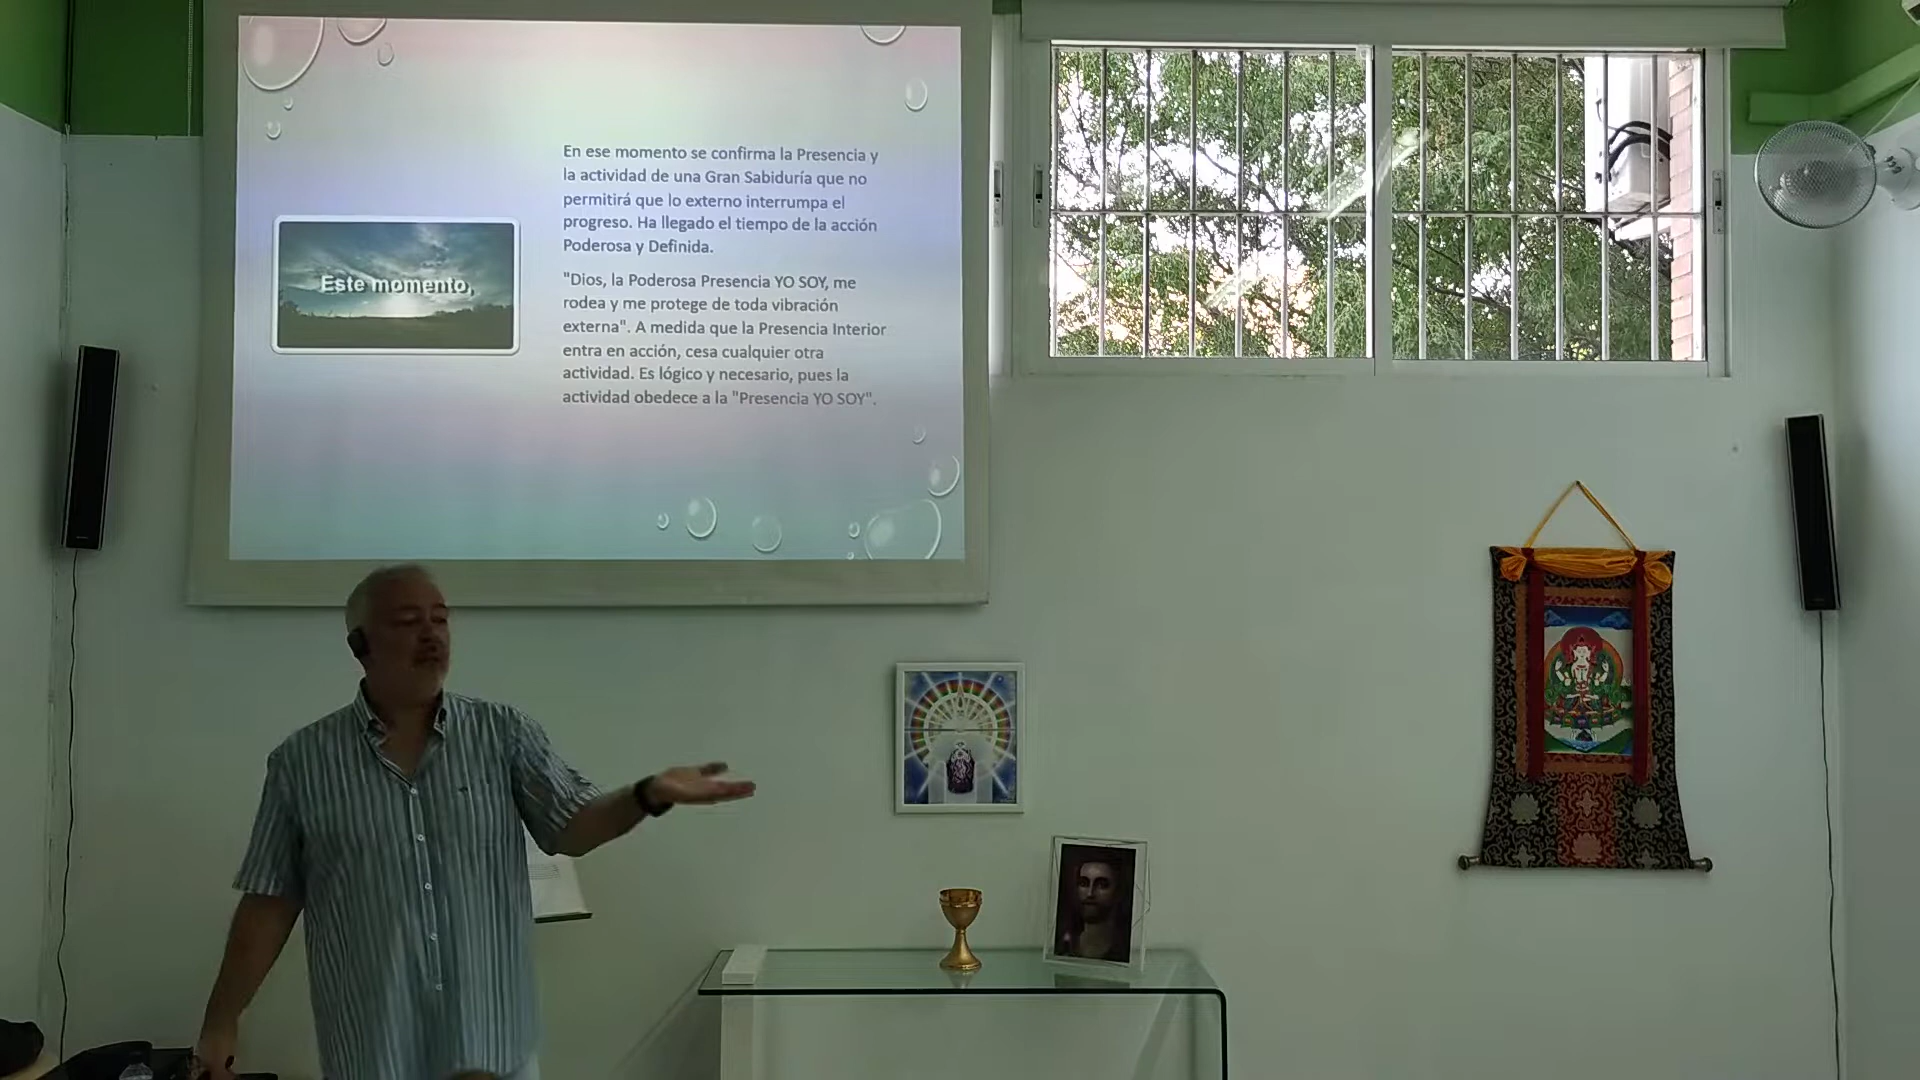 Este momento,
En ese momento se confirma la Presencia y
la actividad de una Gran Sabiduría que no
permitirá que lo externo interrumpa el
progreso. Ha llegado el tiempo de la acción
Poderosa y Definida.
"Dios, la Poderosa Presencia YO SOY, me
rodea y me protege de toda vibración
externa". A medida que la Presencia Interior
entra en acción, cesa cualquier otra
actividad. Es lógico y necesario, pues la
actividad obedece a la "Presencia YO SOY".